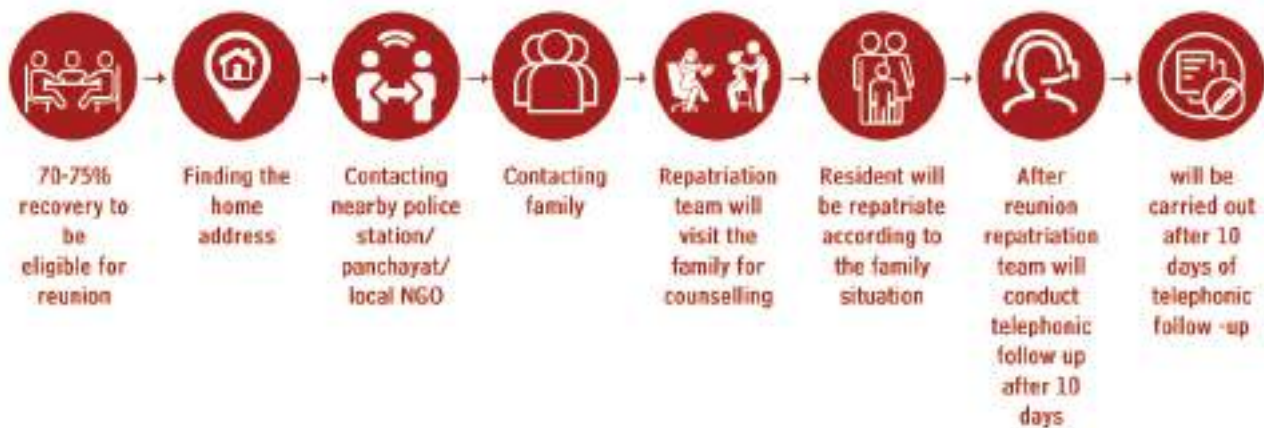 70-75%
recovery to
be
eligible for
reunion
Finding the
home
address
Contacting
nearby police
station/
panchayat/
local NGO
Contacting
family
Repatriation
team will
visit the
family for
counselling
Resident will
be repatriate
according to
the family
situation
After
reunion
repatriation
team will
conduct
telephonic
follow up
after 10
days
will be
carried out
after 10
days of
telephonic
follow -up